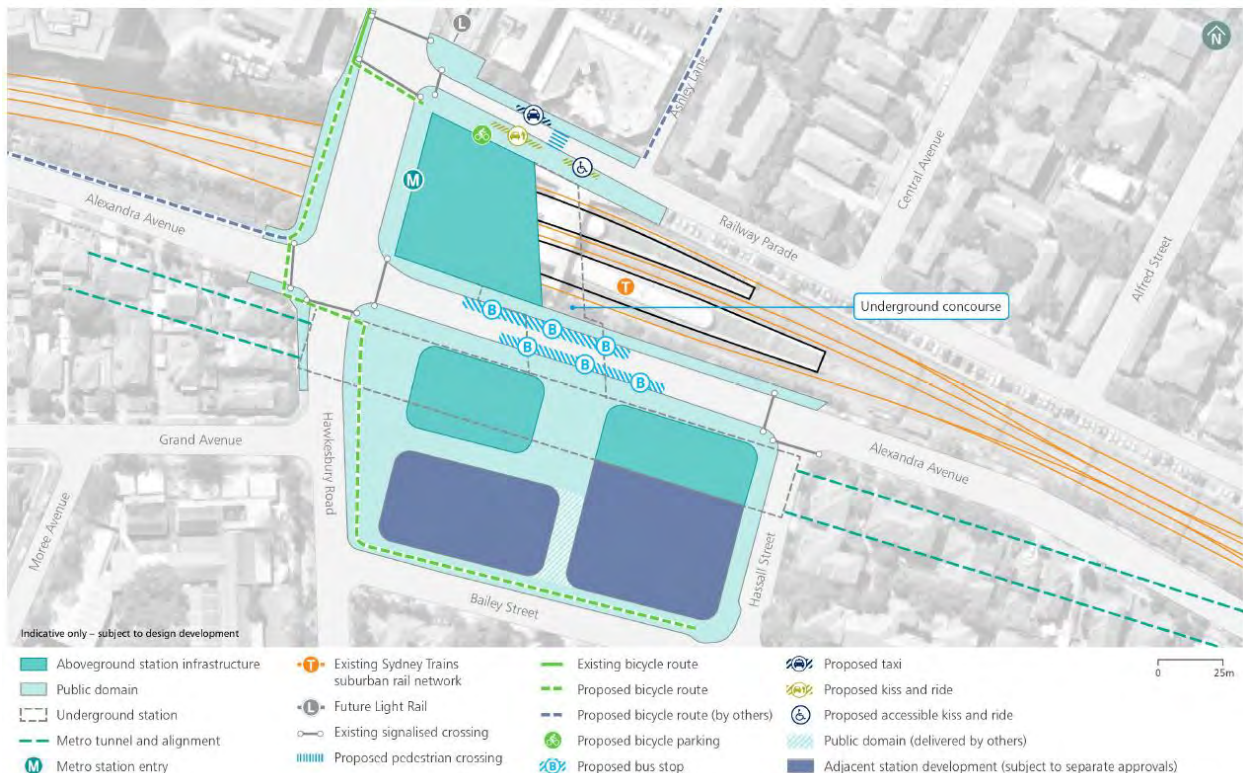 L
N
Ashley Lane
Central Avenue
Alfred Street
M
Alexandra Avenue
Railway Parade
T
Underground concourse
B
B
B
B
B
B
Grand Avenue
Hawkesbury Road
Moree Avenue
Alexandra Avenue
Hassall Street
Bailey Street
Indicative only – subject to design development
Aboveground station infrastructure
Public domain
Underground station
Metro tunnel and alignment
M Metro station entry
T Existing Sydney Trains
suburban rail network
L Future Light Rail
Existing signalised crossing
Proposed pedestrian crossing
Existing bicycle route
Proposed bicycle route
Proposed bicycle route (by others)
Proposed bicycle parking
B Proposed bus stop
Proposed taxi
1 Proposed kiss and ride
Proposed accessible kiss and ride
Public domain (delivered by others)
Adjacent station development (subject to separate approvals)
0 25m